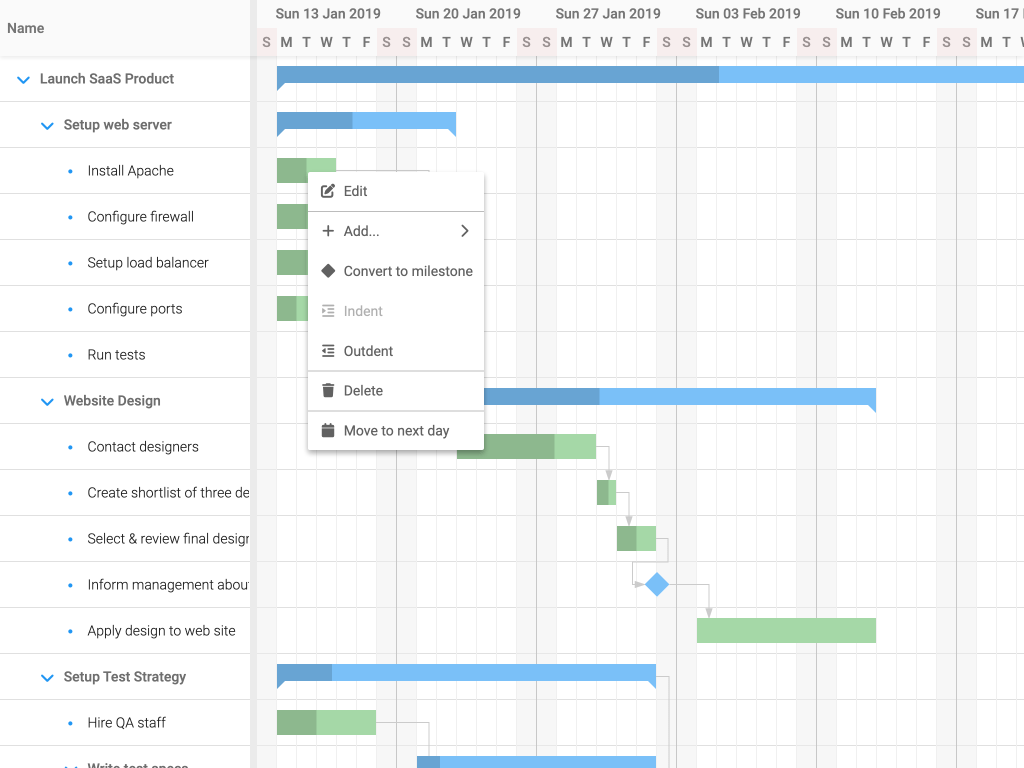 Name
Sun 13 Jan 2019 Sun 20 Jan 2019 Sun 27 Jan 2019 Sun 03 Feb 2019 Sun 10 Feb 2019 Sun 17
S M T W T F S S M T W T F S S M T W T F S S M T W T F S S M T W T F S S M T W
Launch SaaS Product
Setup web server
Install Apache
Configure firewall
Setup load balancer
Configure ports
Run tests
Website Design
Contact designers
Create shortlist of three de
Select & review final design
Inform management about
Apply design to web site
Setup Test Strategy
Hire QA staff
Write test specs
Edit
Add...
Convert to milestone
Indent
Outdent
Delete
Move to next day